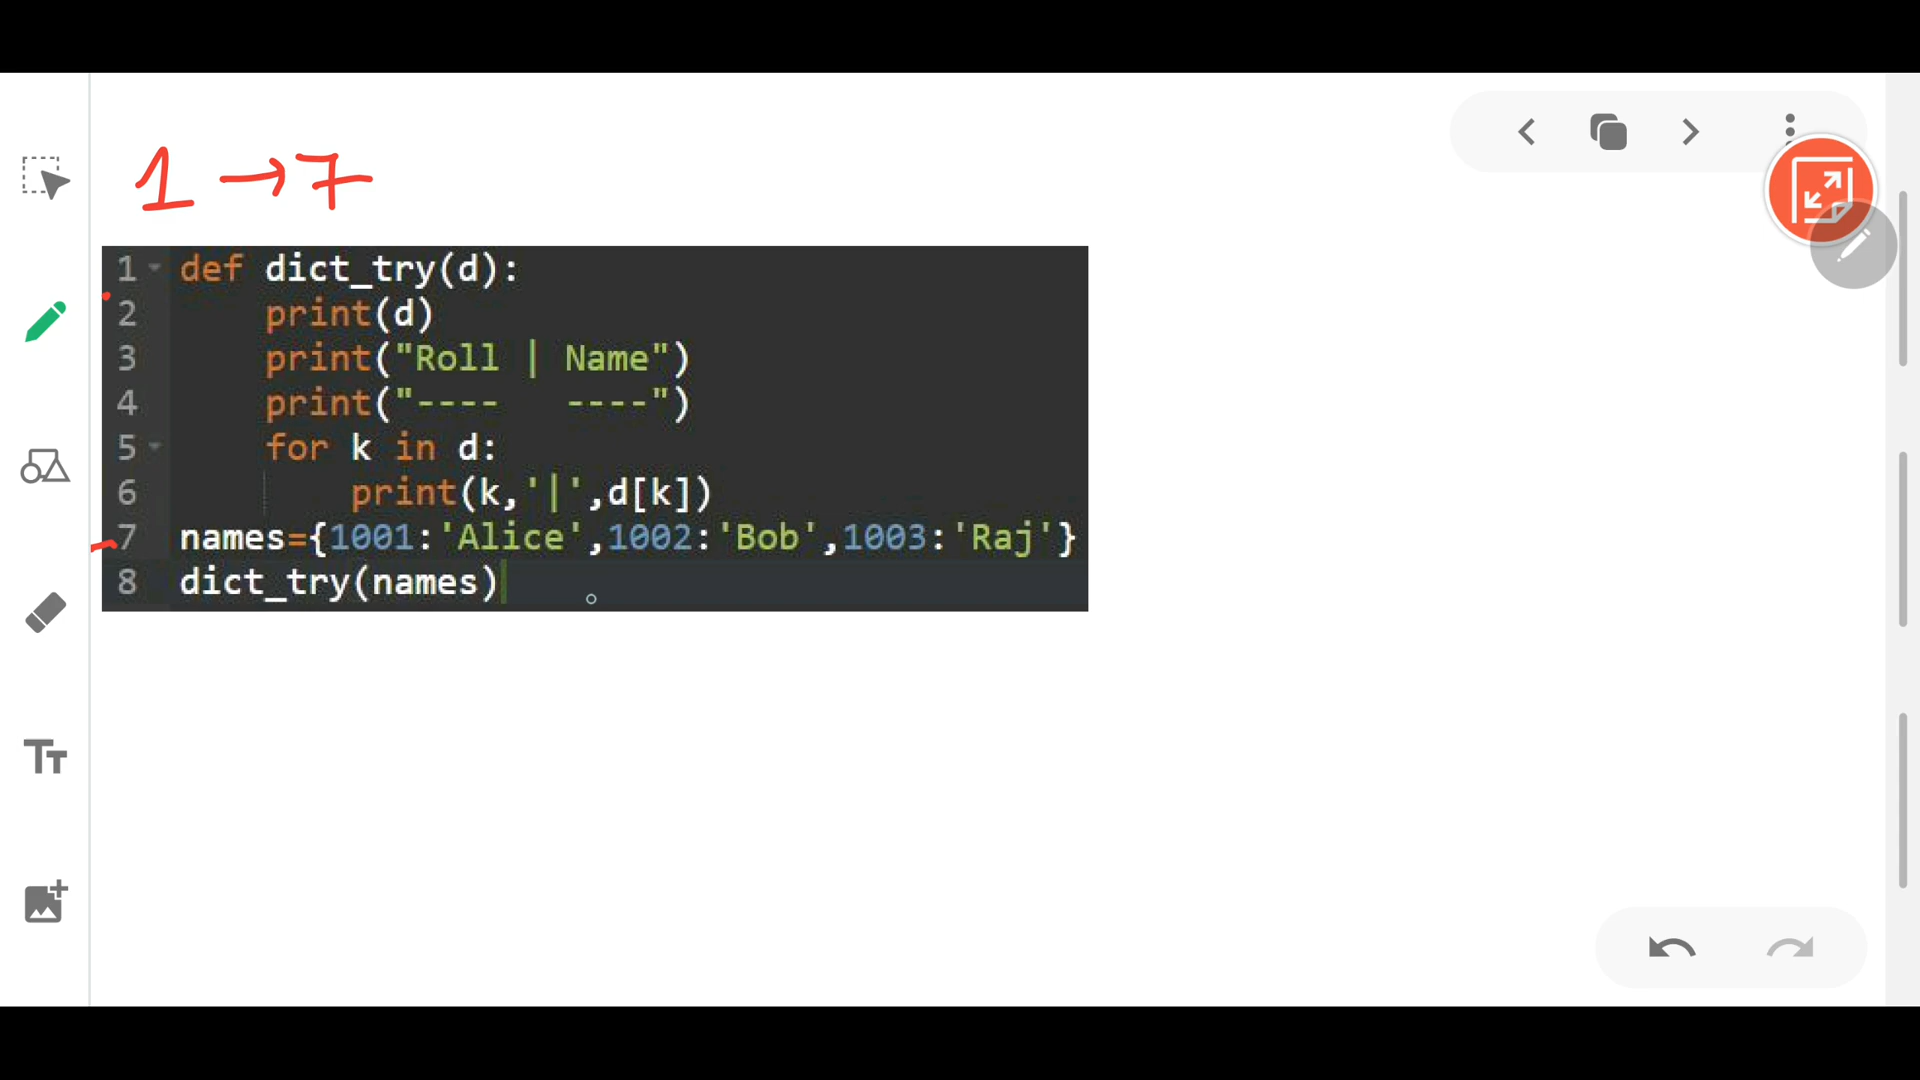 1 → 7
1 def dict_try(d):
2     print(d)
3     print("Roll | Name")
4     print("----   ----")
5     for k in d:
6         print(k,'|',d[k])
7 names={1001:'Alice',1002:'Bob',1003:'Raj'}
8 dict_try(names)
TT